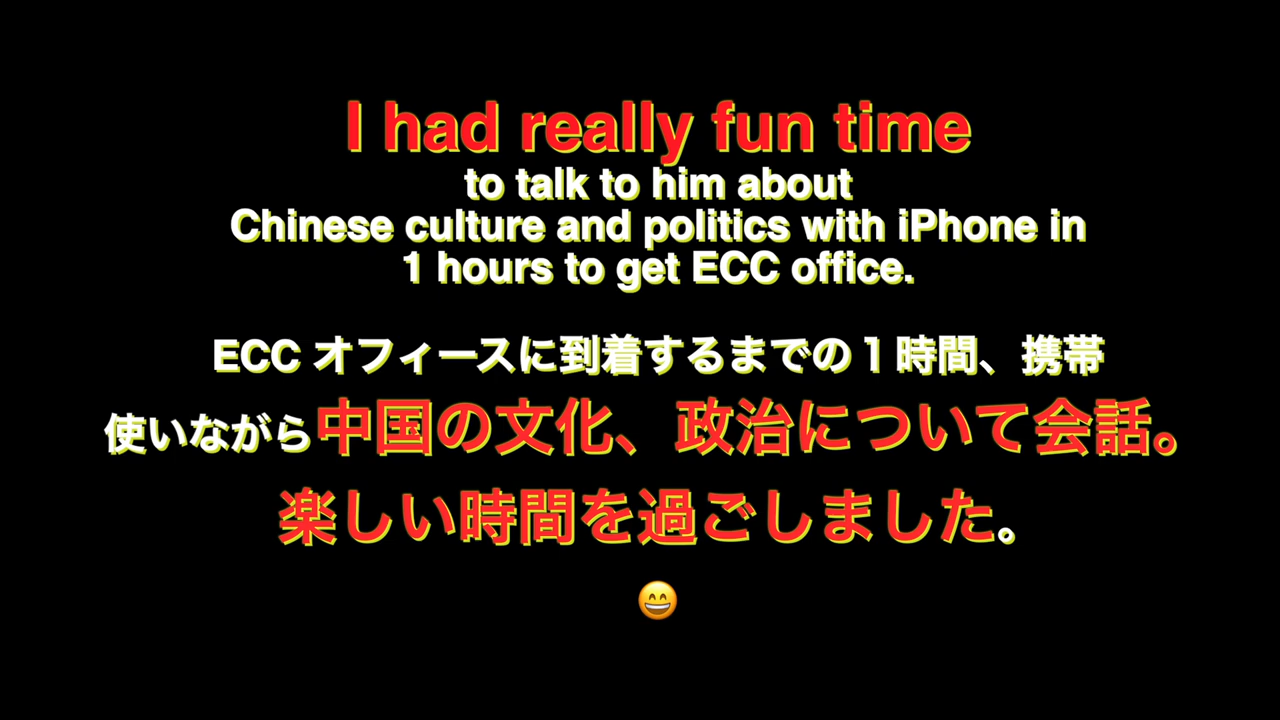 I had really fun time
to talk to him about
Chinese culture and politics with iPhone in
1 hours to get ECC office.
ECC オフィースに到着するまでの１時間、携帯
使いながら中国の文化、政治について会話。
楽しい時間を過ごしました。
😄